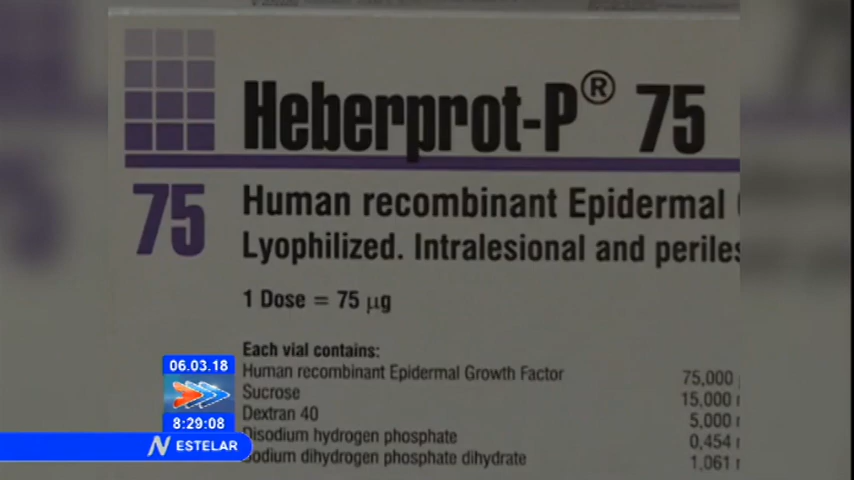 Heberprot-P® 75
75
Human recombinant Epidermal
Lyophilized. Intralesional and periles
1 Dose = 75 µg
Each vial contains:
Human recombinant Epidermal Growth Factor 75,000
Sucrose 15,000
Dextran 40 5,000
Disodium hydrogen phosphate 0,454
Sodium dihydrogen phosphate dihydrate 1,061
06.03.18
8:29:08
N ESTELAR